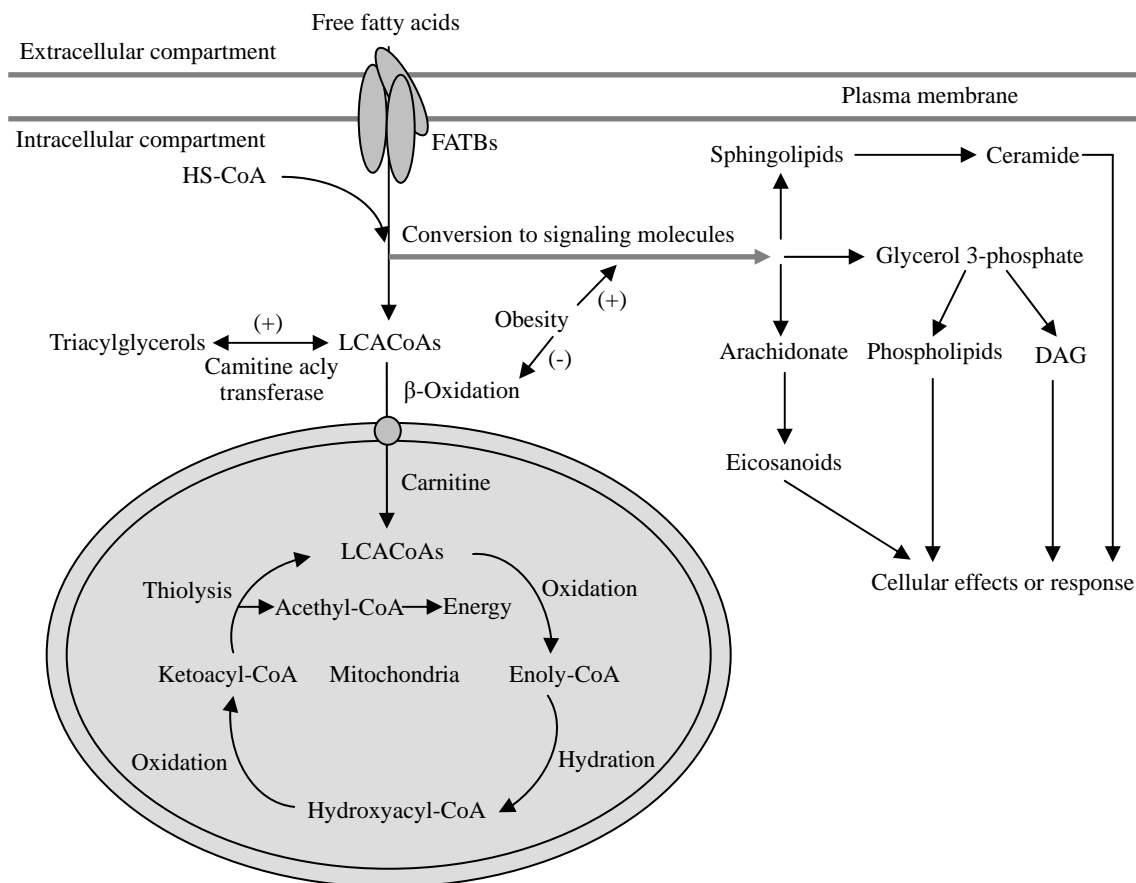 Free fatty acids
Extracellular compartment
Plasma membrane
Intracellular compartment
FATBs
HS-CoA
Sphingolipids
Ceramide
Conversion to signaling molecules
Glycerol 3-phosphate
(+)
Obesity
(-)
(+)
Triacylglycerols
LCACoAs
Camitine acly
transferase
β-Oxidation
Arachidonate
Phospholipids
DAG
Eicosanoids
Cellular effects or response
Carnitine
LCACoAs
Thiolysis
Oxidation
Acethyl-CoA
Energy
Ketoacyl-CoA
Mitochondria
Enoly-CoA
Oxidation
Hydration
Hydroxyacyl-CoA